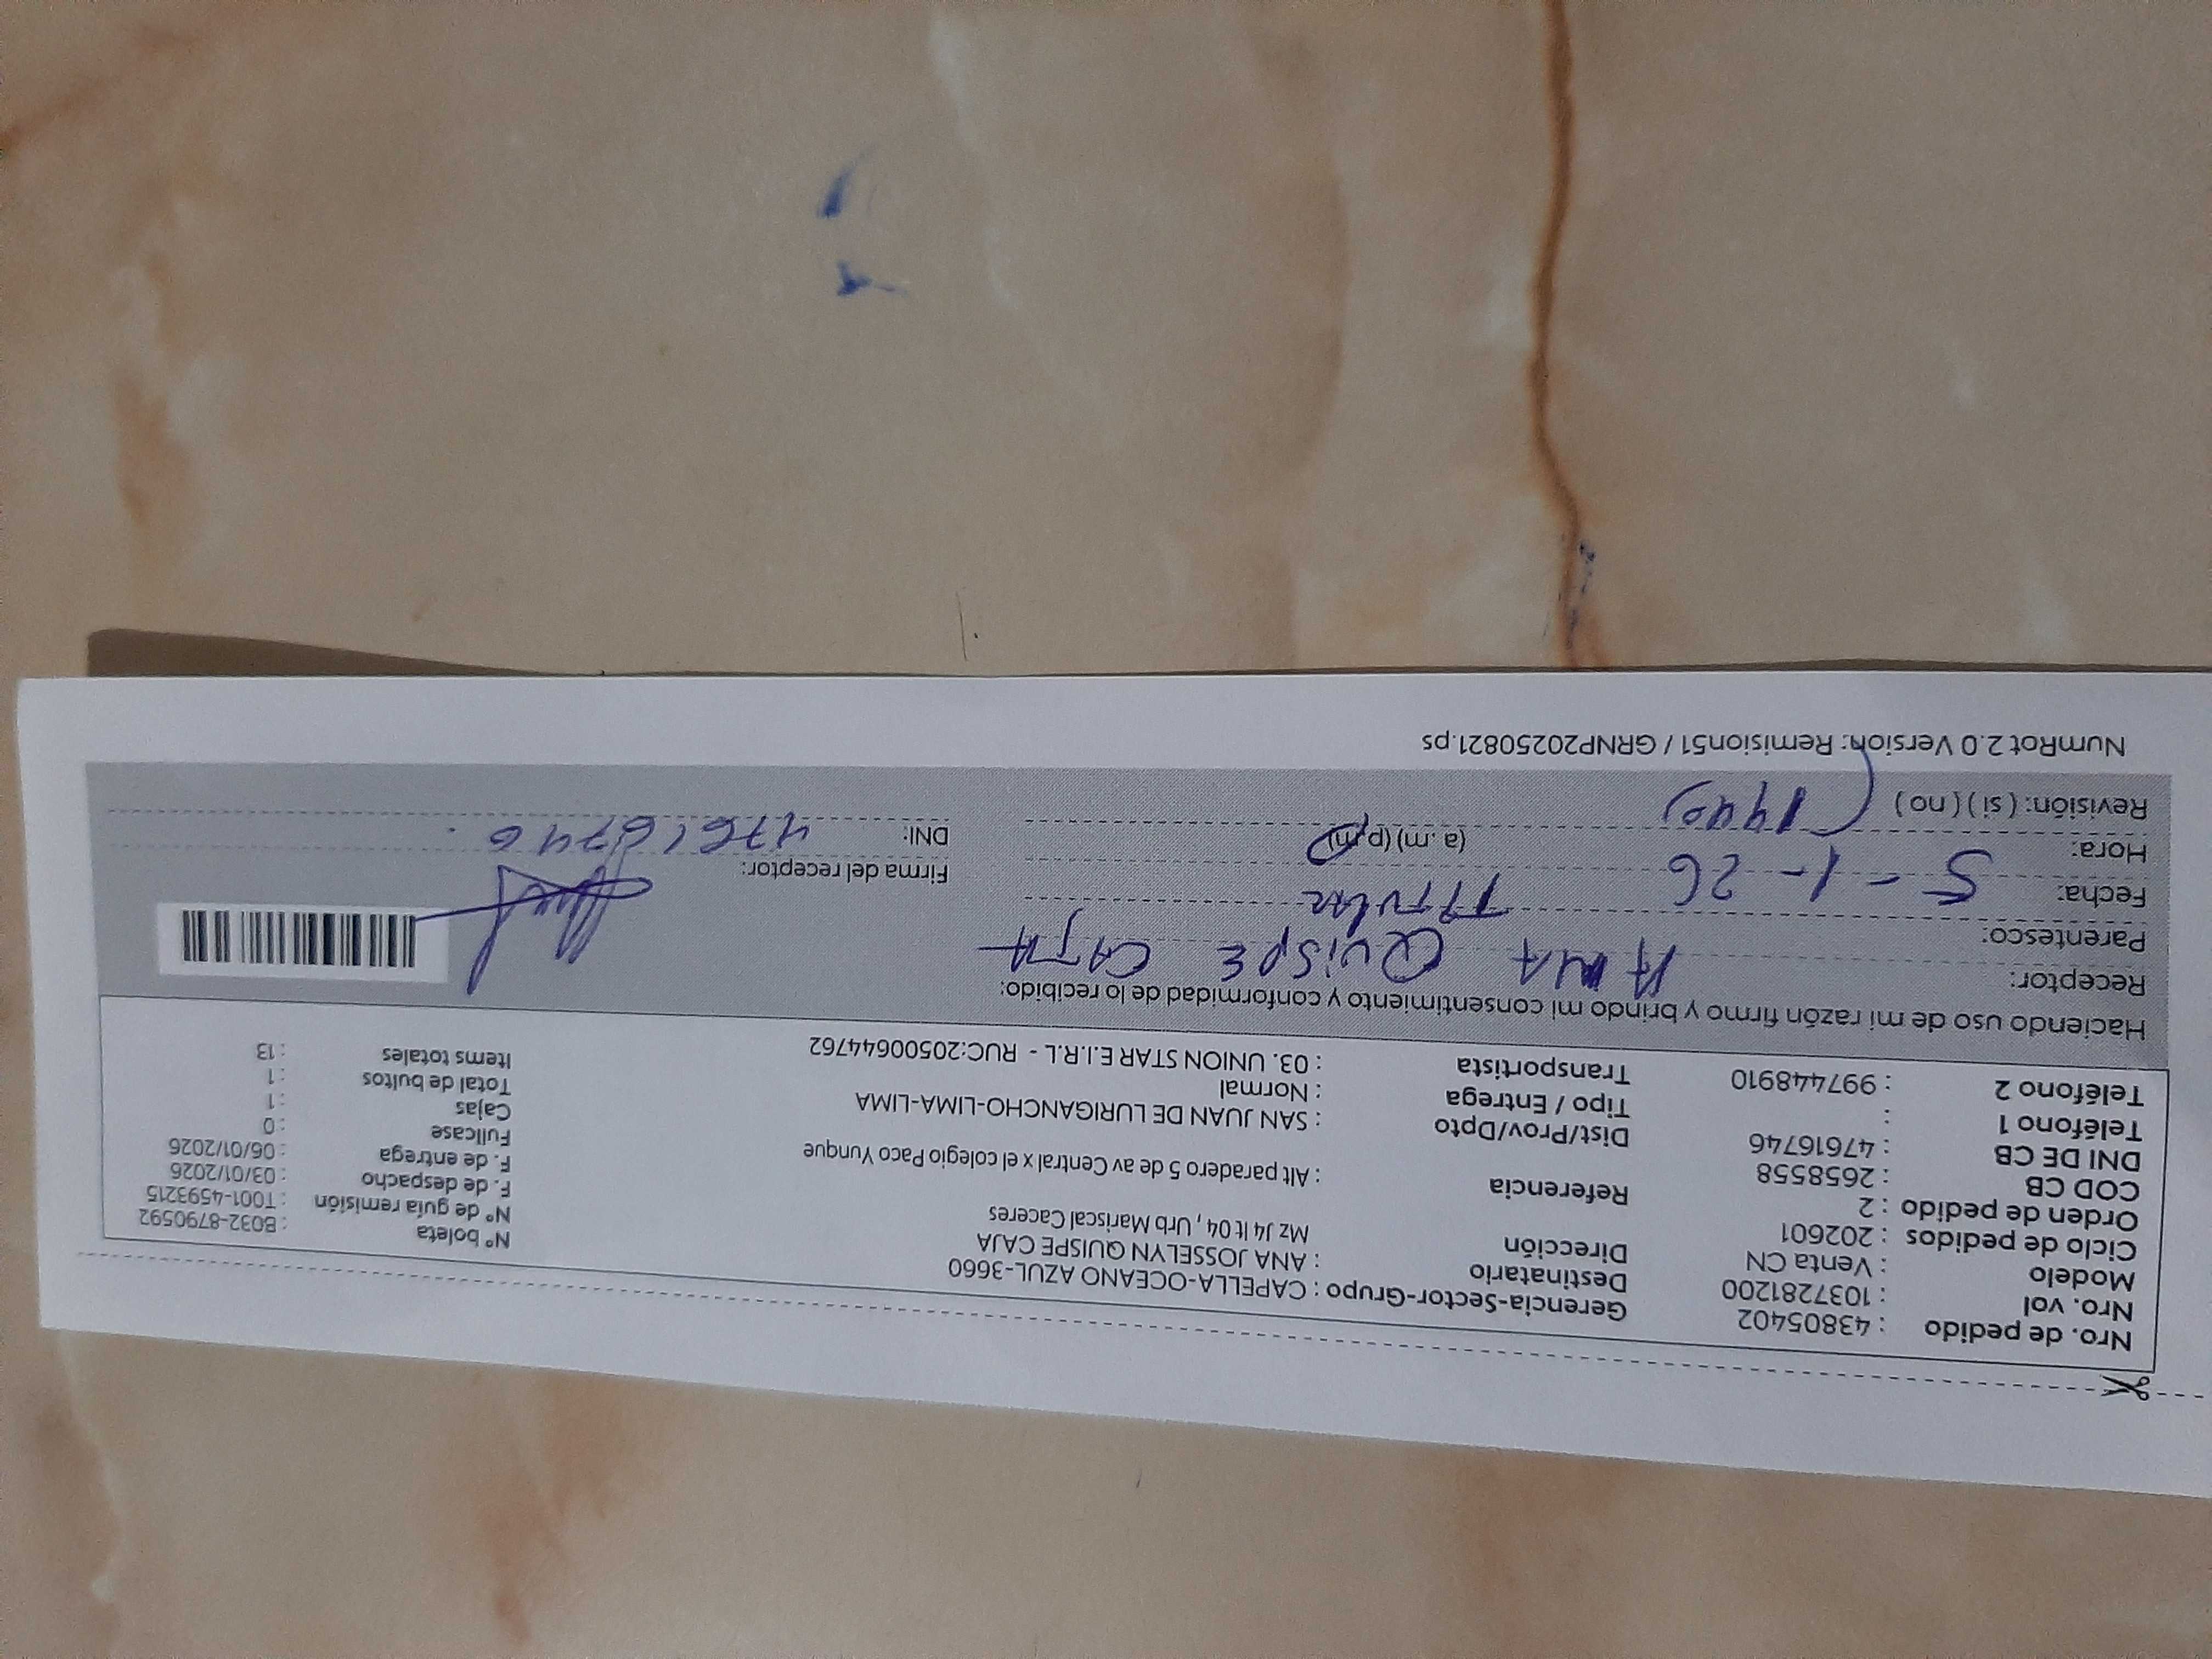 Nro. de pedido : 43805402
Nro. vol : 1037281200
Modelo : Venta CN
Ciclo de pedidos : 202601
Orden de pedido : 2
COD CB : 2658558
DNI DE CB : 47616746
Teléfono 1 :
Teléfono 2 : 997448910
Gerencia-Sector-Grupo : CAPELLA-OCEANO AZUL-3660
Destinatario : ANA JOSSELYN QUISPE CAJA
Dirección Mz J4 lt 04 , Urb Mariscal Caceres
Referencia : Alt paradero 5 de av Central x el colegio Paco Yunque
Dist/Prov/Dpto : SAN JUAN DE LURIGANCHO-LIMA-LIMA
Tipo / Entrega : Normal
Transportista : 03. UNION STAR E.I.R.L - RUC:20500644762
Nº boleta : B032-8790592
Nº de guía remisión : T001-4593215
F. de despacho : 03/01/2026
F. de entrega : 06/01/2026
Fullcase : 0
Cajas : 1
Total de bultos : 1
Items totales : 13
Haciendo uso de mi razón firmo y brindo mi consentimiento y conformidad de lo recibido:
Receptor: ANA QUISPE CAJA
Parentesco: TITULAR
Fecha: 5-1-26
Hora: 1440 (a.m) (p.m)
Revisión: ( si ) ( no )
Firma del receptor:
DNI: 47616746
NumRot 2.0 Version: Remision51 / GRNP20250821.ps